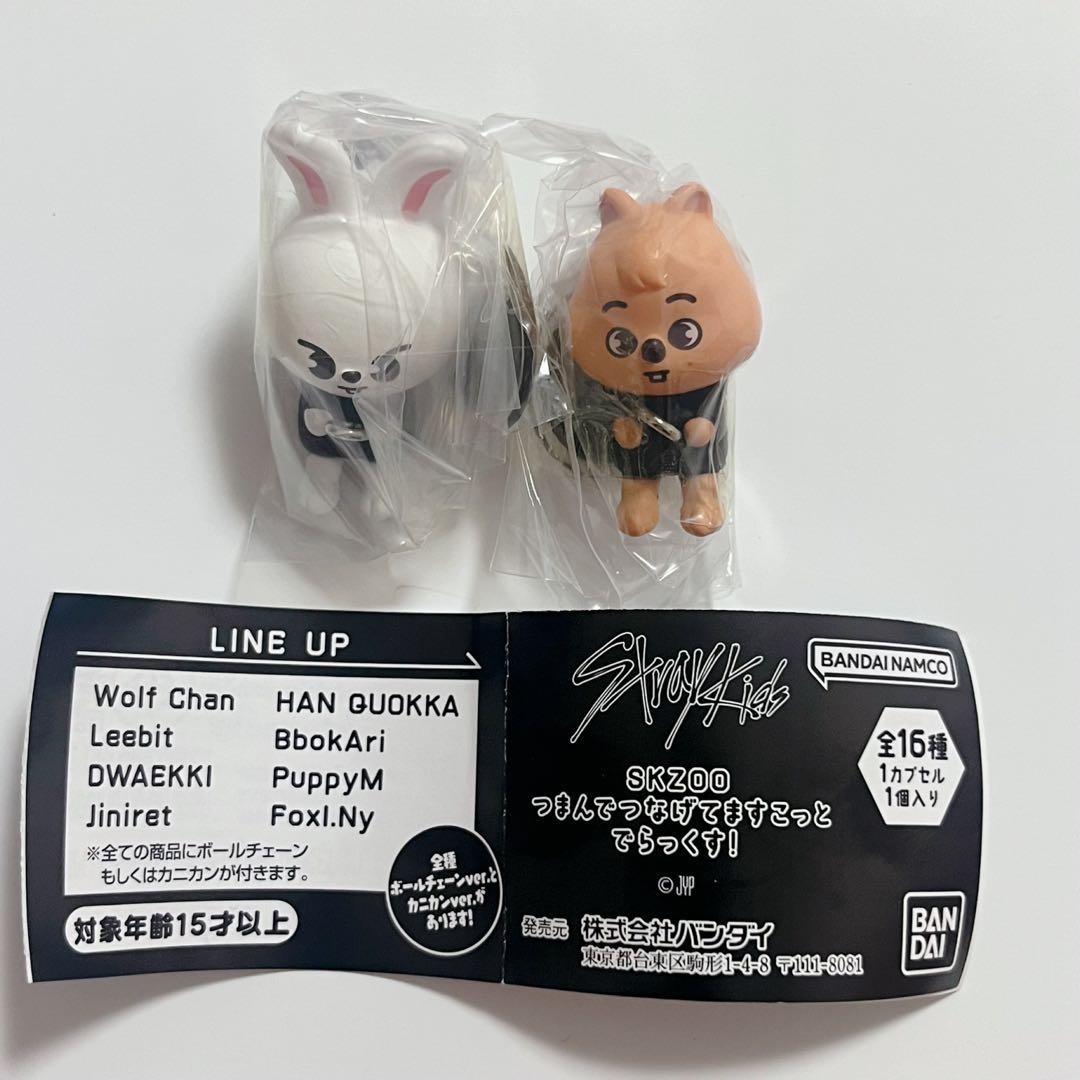 LINE UP
Wolf Chan
Leebit
DWAEKKI
Jiniret
HAN QUOKKA
BbokAri
PuppyM
FoxI.Ny
※全ての商品にボールチェーン
もしくはカニカンが付きます。
対象年齢15才以上
全種
ボールチェーンver.と
カニカンver.が
あります!
Stray Kids
BANDAI NAMCO
全16種
1カプセル
1個入り
SKZOO
つまんでつなげてますこっと
でらっくす!
©JYP
発売元 株式会社バンダイ
東京都台東区駒形1-4-8 〒111-8081
BAN
DAI